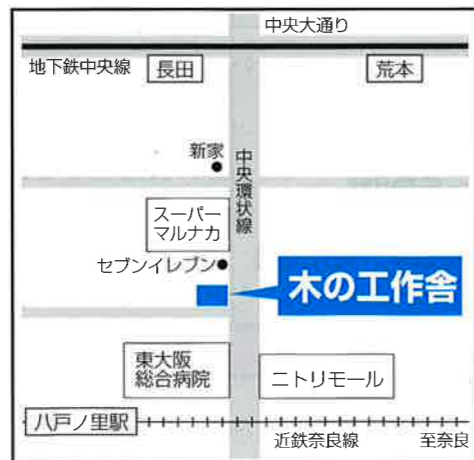 中央大通り
地下鉄中央線
長田
荒本
新家
中央環状線
スーパー
マルナカ
セブンイレブン
木の工作舎
東大阪
総合病院
ニトリモール
八戸ノ里駅
近鉄奈良線
至奈良